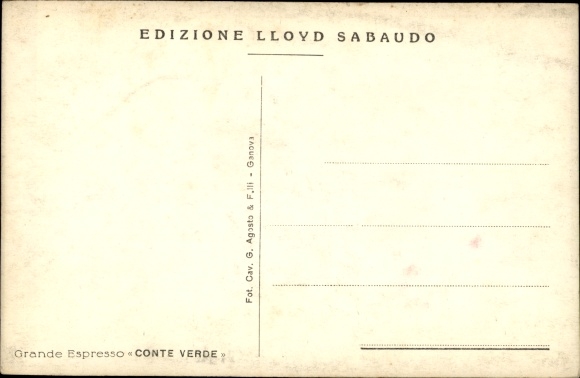 EDIZIONE LLOYD SABAUDO
Fot. Cav. G. Agosto & F.lli - Genova
Grande Espresso «CONTE VERDE»